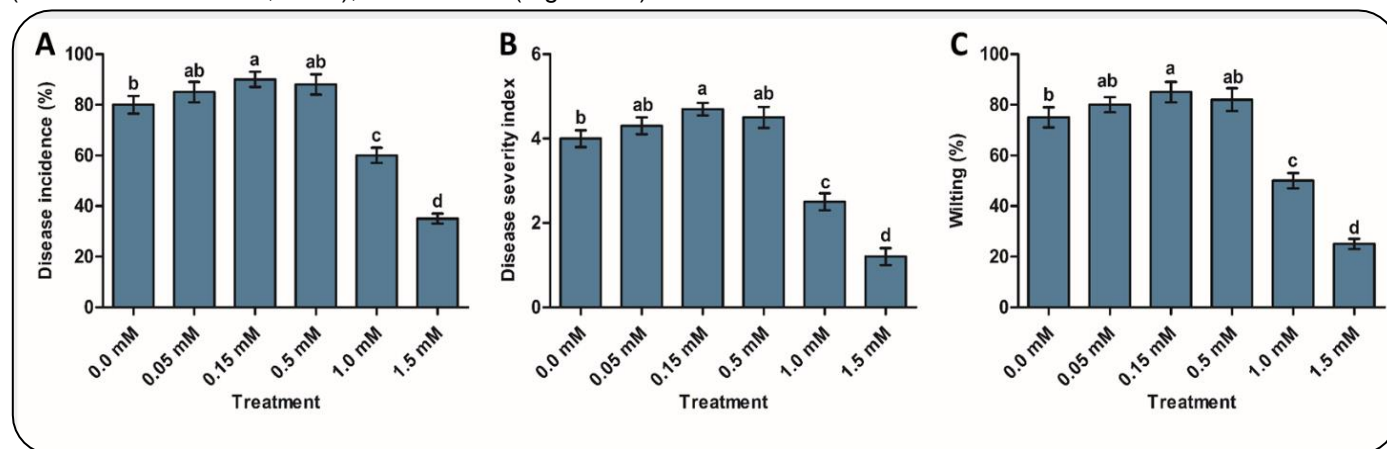 A
Disease incidence (%)
100
80
60
40
20
0
b
ab
a
ab
c
d
0.0 mM
0.05 mM
0.15 mM
0.5 mM
1.0 mM
1.5 mM
Treatment
B
Disease severity index
6
4
2
0
b
ab
a
ab
c
d
0.0 mM
0.05 mM
0.15 mM
0.5 mM
1.0 mM
1.5 mM
Treatment
C
Wilting (%)
100
80
60
40
20
0
b
ab
a
ab
c
d
0.0 mM
0.05 mM
0.15 mM
0.5 mM
1.0 mM
1.5 mM
Treatment